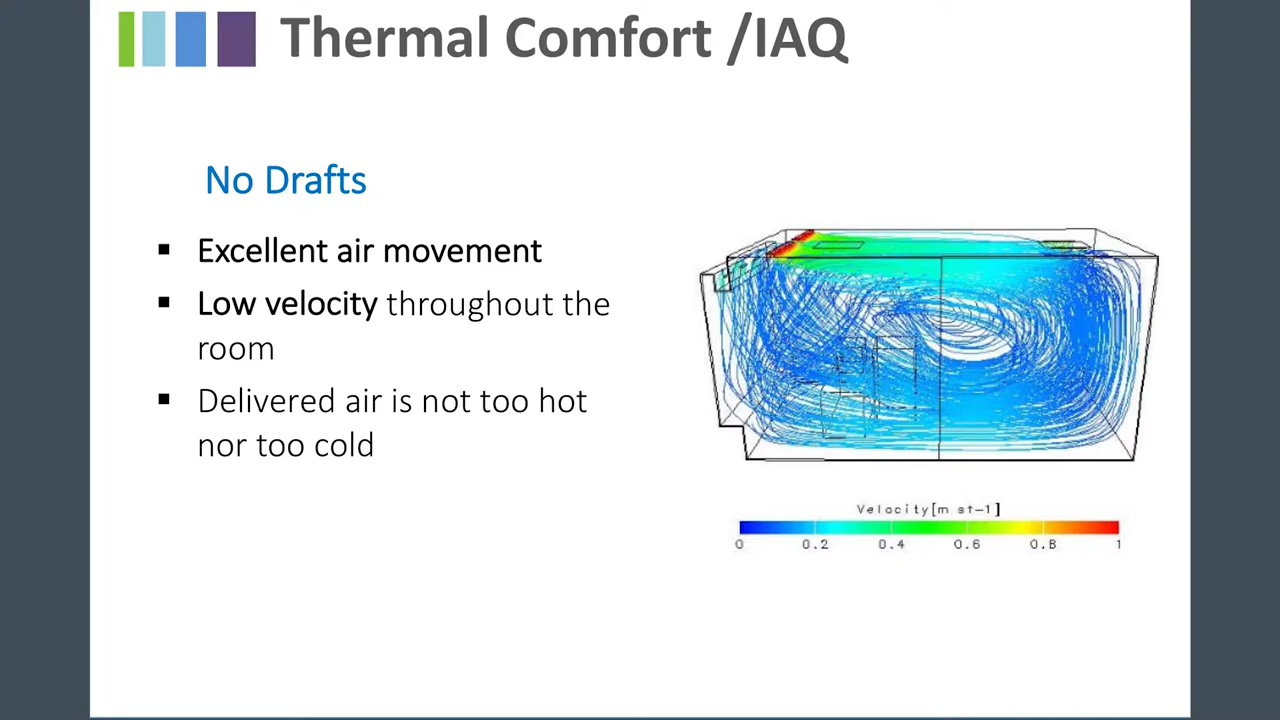 Thermal Comfort /IAQ
No Drafts
▪ Excellent air movement
▪ Low velocity throughout the
room
▪ Delivered air is not too hot
nor too cold
Velocity[m st-1]
0 0.2 0.4 0.6 0.8 1